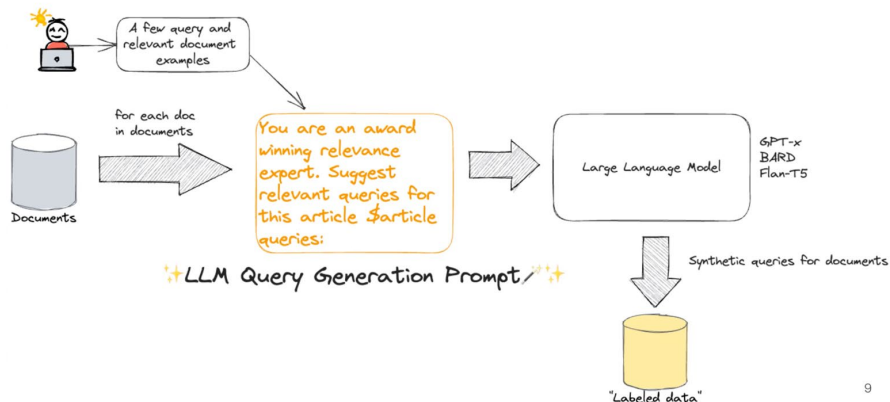 A few query and
relevant document
examples
for each doc
in documents
Documents
You are an award
winning relevance
expert. Suggest
relevant queries for
this article $article
queries:
✨LLM Query Generation Prompt🪄✨
Large Language Model
GPT-x
BARD
Flan-T5
Synthetic queries for documents
"Labeled data"
9